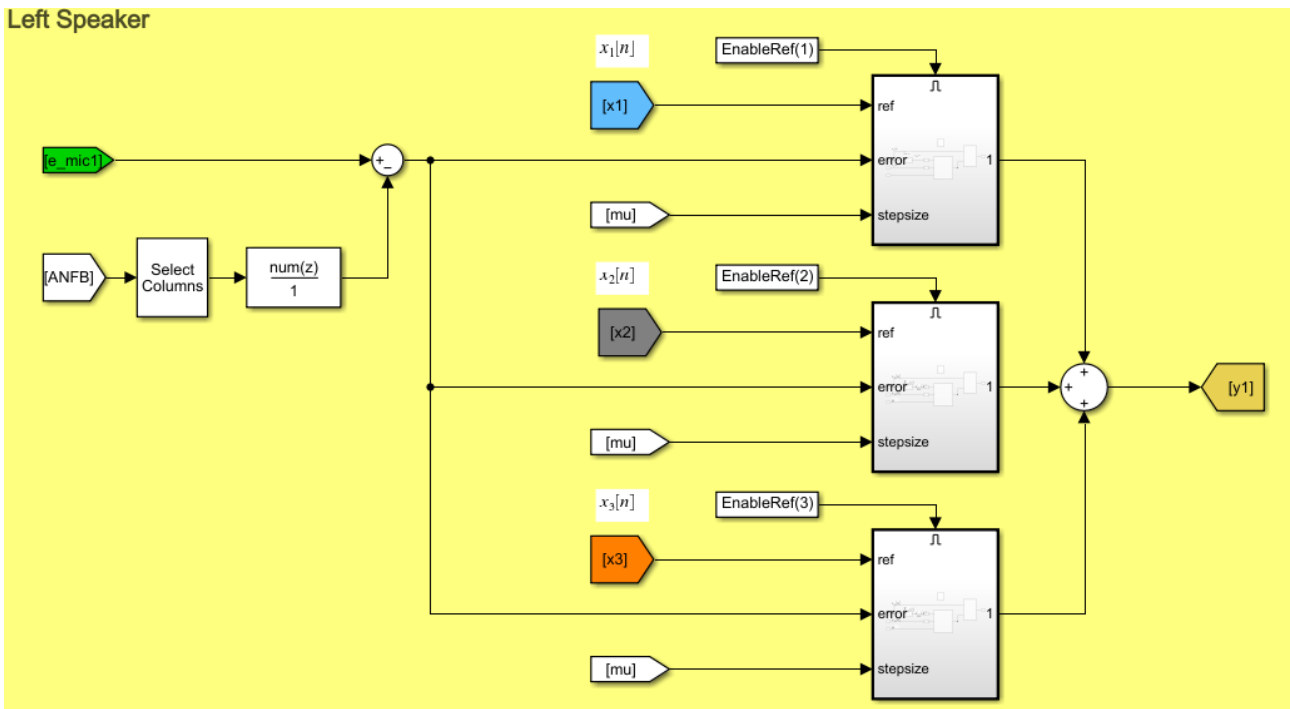 Left Speaker
x₁[n]
EnableRef(1)
[x1]
ref
[e_mic1]
+
−
error
1
[mu]
stepsize
[ANFB]
Select
Columns
num(z)
1
x₂[n]
EnableRef(2)
[x2]
ref
error
1
[mu]
stepsize
+
+
+
[y1]
x₃[n]
EnableRef(3)
[x3]
ref
error
1
[mu]
stepsize